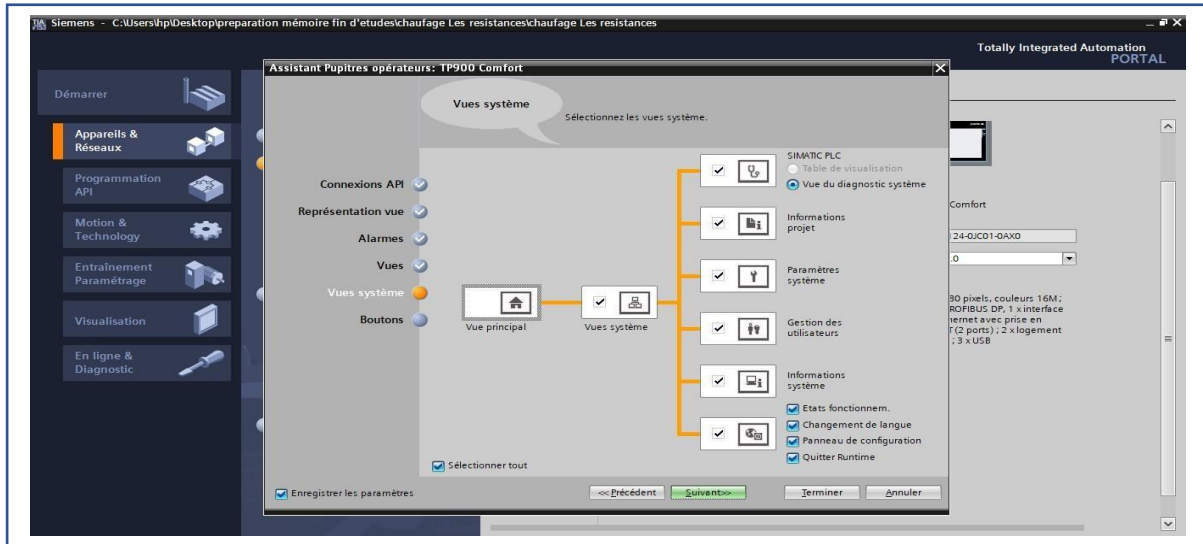 Siemens - C:\Users\hp\Desktop\preparation mémoire fin d'etudes\chaufage Les resistances\chaufage Les resistances
Totally Integrated Automation
PORTAL
Assistant Pupitres opérateurs: TP900 Comfort
Démarrer
Appareils &
Réseaux
Programmation
API
Motion &
Technology
Entraînement
Paramétrage
Visualisation
En ligne &
Diagnostic
Vues système
Sélectionnez les vues système.
Connexions API
Représentation vue
Alarmes
Vues
Vues système
Boutons
Vue principal
Vues système
SIMATIC PLC
Table de visualisation
Vue du diagnostic système
Informations
projet
Paramètres
système
Gestion des
utilisateurs
Informations
système
Etats fonctionnem.
Changement de langue
Panneau de configuration
Quitter Runtime
Sélectionner tout
Enregistrer les paramètres
<<Précédent
Suivant>>
Terminer
Annuler
Comfort
124-0JC01-0AX0
.0
80 pixels, couleurs 16M;
ROFIBUS DP, 1 x interface
hernet avec prise en
T (2 ports) ; 2 x logement
; 3 x USB